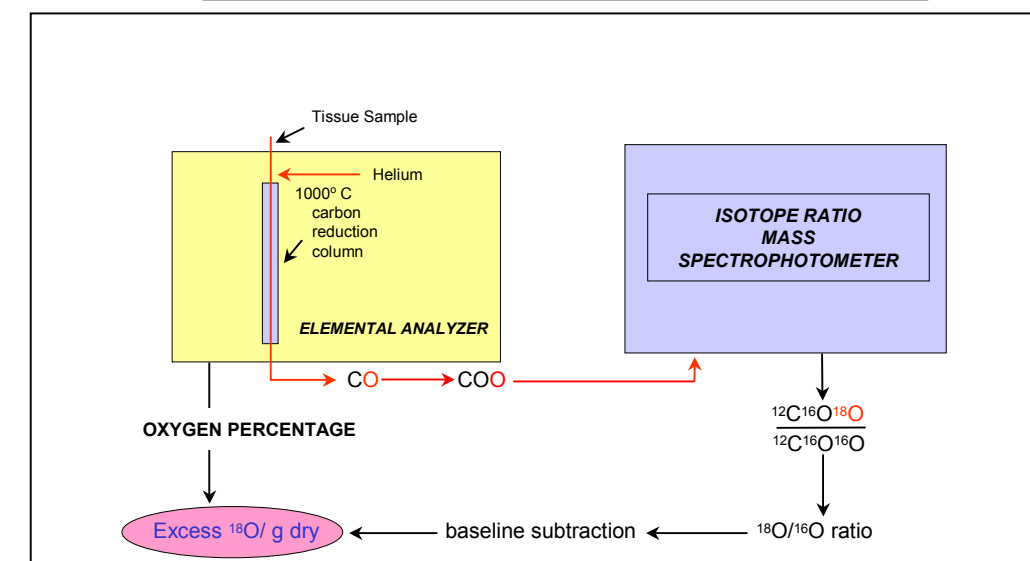 Tissue Sample
Helium
1000º C
carbon
reduction
column
ELEMENTAL ANALYZER
ISOTOPE RATIO
MASS
SPECTROPHOTOMETER
CO
COO
¹²C¹⁶O¹⁸O
¹²C¹⁶O¹⁶O
OXYGEN PERCENTAGE
Excess ¹⁸O/ g dry
baseline subtraction
¹⁸O/¹⁶O ratio